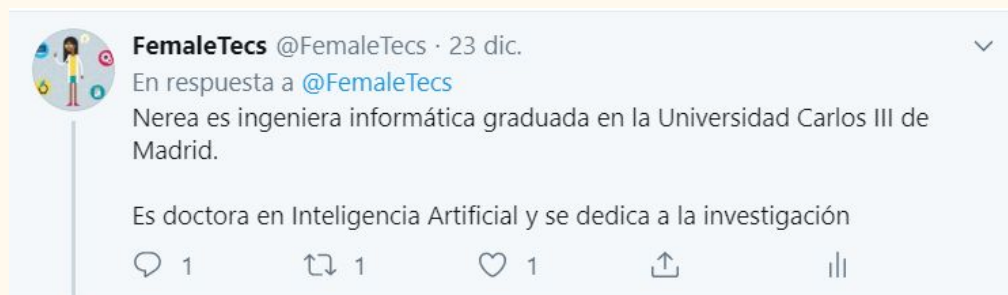 FemaleTecs @FemaleTecs · 23 dic.
En respuesta a @FemaleTecs
Nerea es ingeniera informática graduada en la Universidad Carlos III de
Madrid.
Es doctora en Inteligencia Artificial y se dedica a la investigación
1 1 1